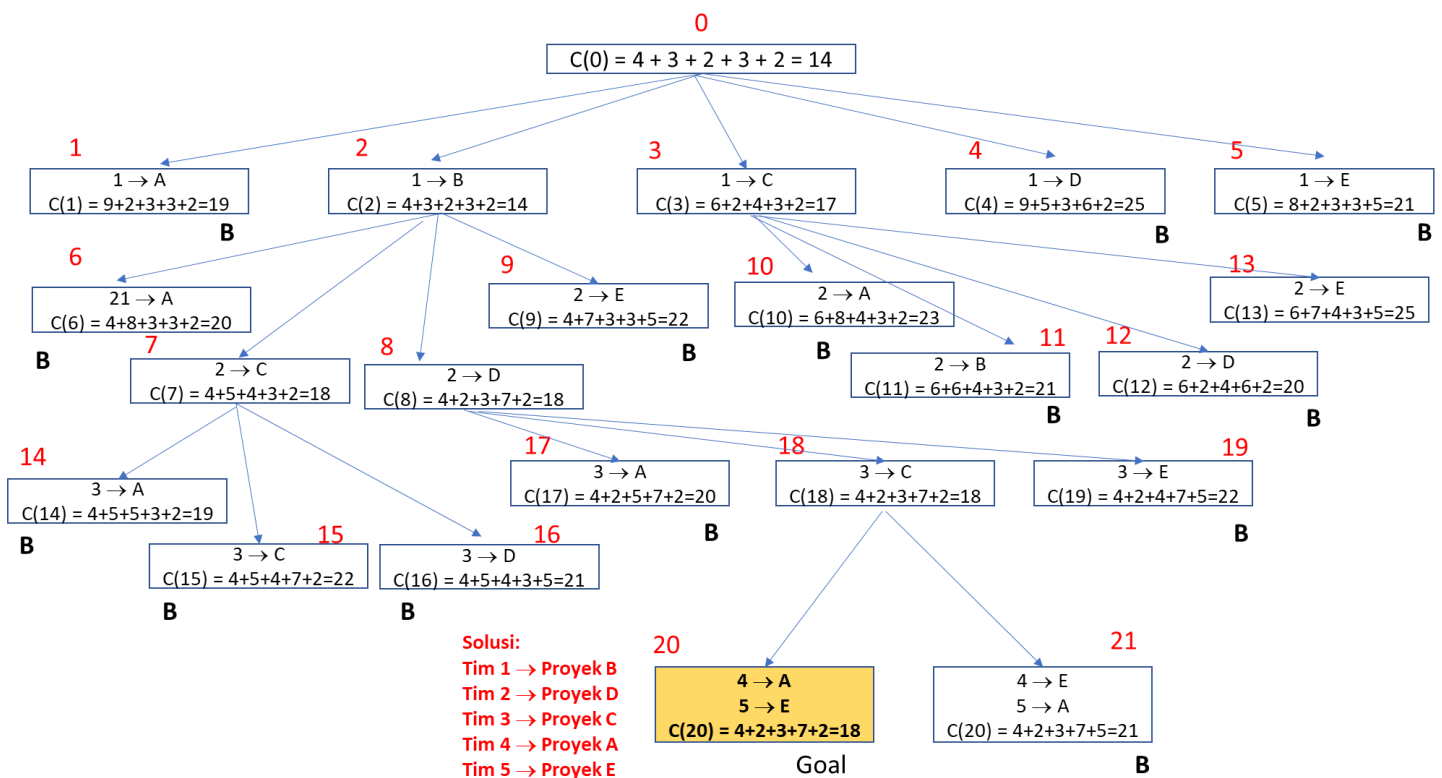 0
C(0) = 4 + 3 + 2 + 3 + 2 = 14
1
1 → A
C(1) = 9+2+3+3+2=19
B
2
1 → B
C(2) = 4+3+2+3+2=14
3
1 → C
C(3) = 6+2+4+3+2=17
4
1 → D
C(4) = 9+5+3+6+2=25
B
5
1 → E
C(5) = 8+2+3+3+5=21
B
6
21 → A
C(6) = 4+8+3+3+2=20
B
7
2 → C
C(7) = 4+5+4+3+2=18
8
2 → D
C(8) = 4+2+3+7+2=18
9
2 → E
C(9) = 4+7+3+3+5=22
B
10
2 → A
C(10) = 6+8+4+3+2=23
B
11
2 → B
C(11) = 6+6+4+3+2=21
B
12
2 → D
C(12) = 6+2+4+6+2=20
B
13
2 → E
C(13) = 6+7+4+3+5=25
14
3 → A
C(14) = 4+5+5+3+2=19
B
15
3 → C
C(15) = 4+5+4+7+2=22
B
16
3 → D
C(16) = 4+5+4+3+5=21
B
17
3 → A
C(17) = 4+2+5+7+2=20
B
18
3 → C
C(18) = 4+2+3+7+2=18
19
3 → E
C(19) = 4+2+4+7+5=22
B
Solusi:
Tim 1 → Proyek B
Tim 2 → Proyek D
Tim 3 → Proyek C
Tim 4 → Proyek A
Tim 5 → Proyek E
20
4 → A
5 → E
C(20) = 4+2+3+7+2=18
Goal
21
4 → E
5 → A
C(20) = 4+2+3+7+5=21
B